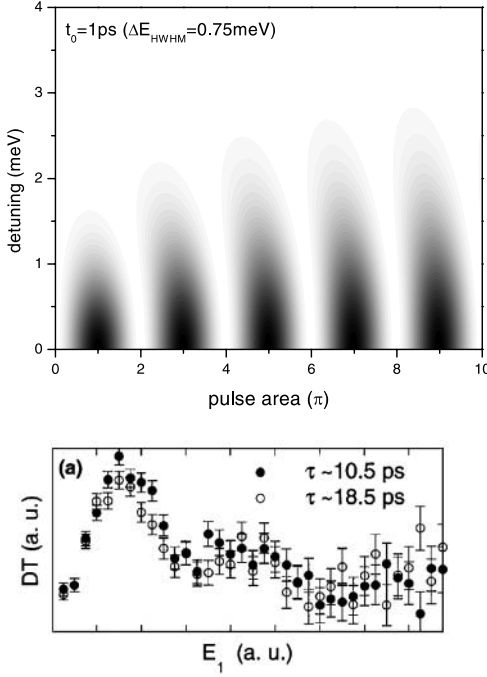 t₀=1ps (ΔE_HWHM=0.75meV)
4
3
2
1
0
detuning (meV)
0 2 4 6 8 10
pulse area (π)
(a)
τ ~10.5 ps
τ ~18.5 ps
DT (a. u.)
E₁ (a. u.)